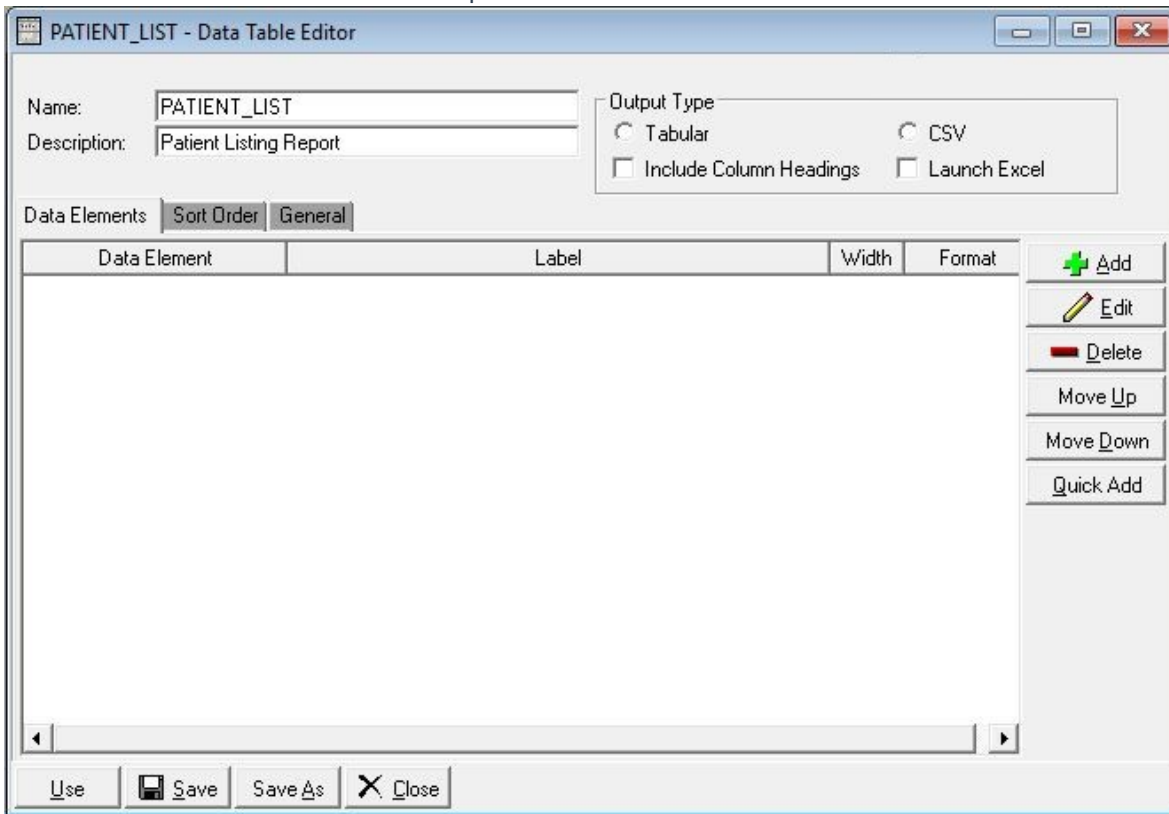 PATIENT_LIST - Data Table Editor
Name: PATIENT_LIST
Description: Patient Listing Report
Output Type
Tabular CSV
Include Column Headings Launch Excel
Data Elements Sort Order General
Data Element Label Width Format
Add
Edit
Delete
Move Up
Move Down
Quick Add
Use Save Save As Close